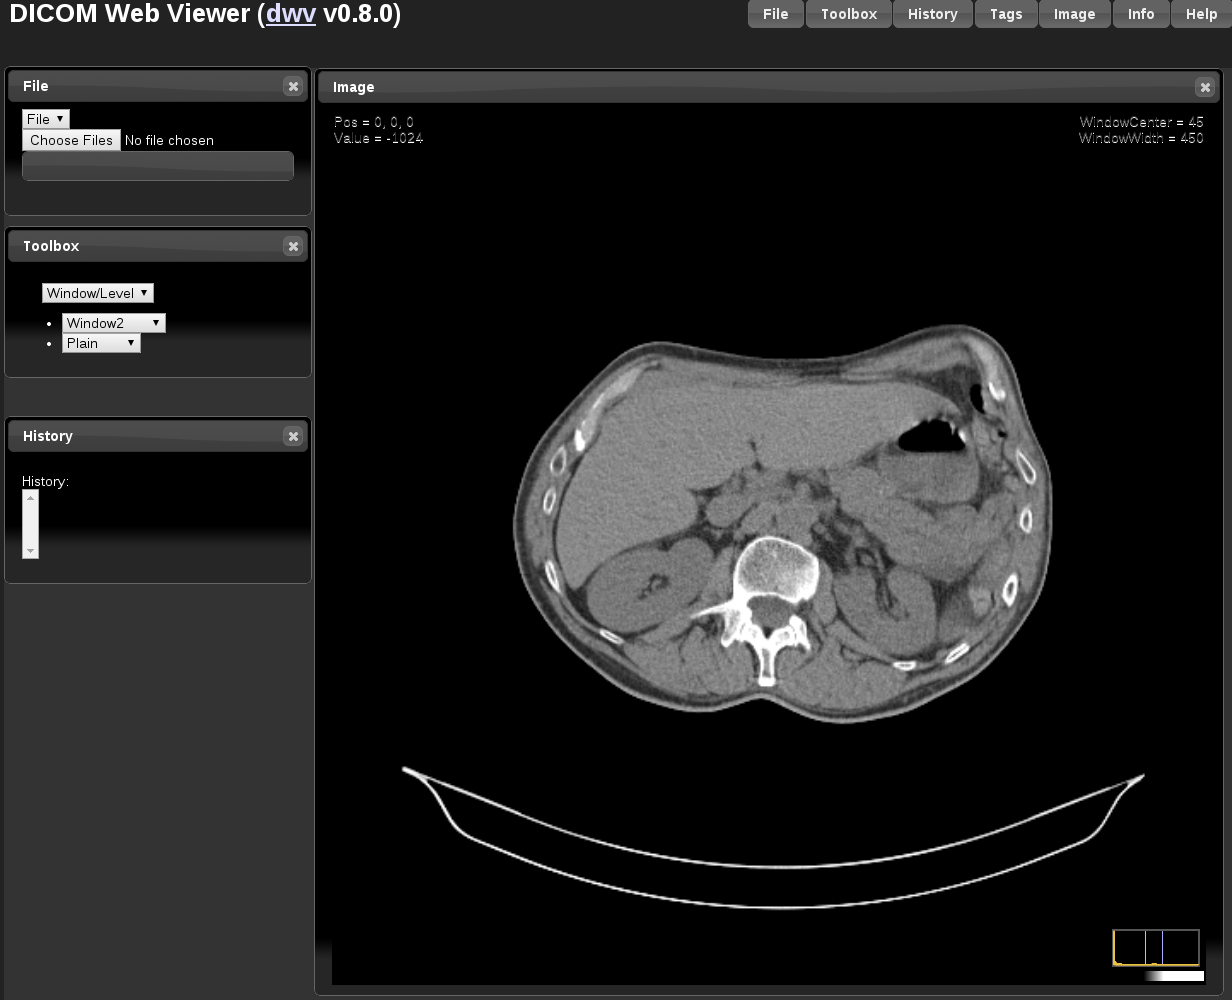 DICOM Web Viewer (dwv v0.8.0)
File Toolbox History Tags Image Info Help
File
File
Choose Files No file chosen
Toolbox
Window/Level
Window2
Plain
History
History:
Image
Pos = 0, 0, 0
Value = -1024
WindowCenter = 45
WindowWidth = 450